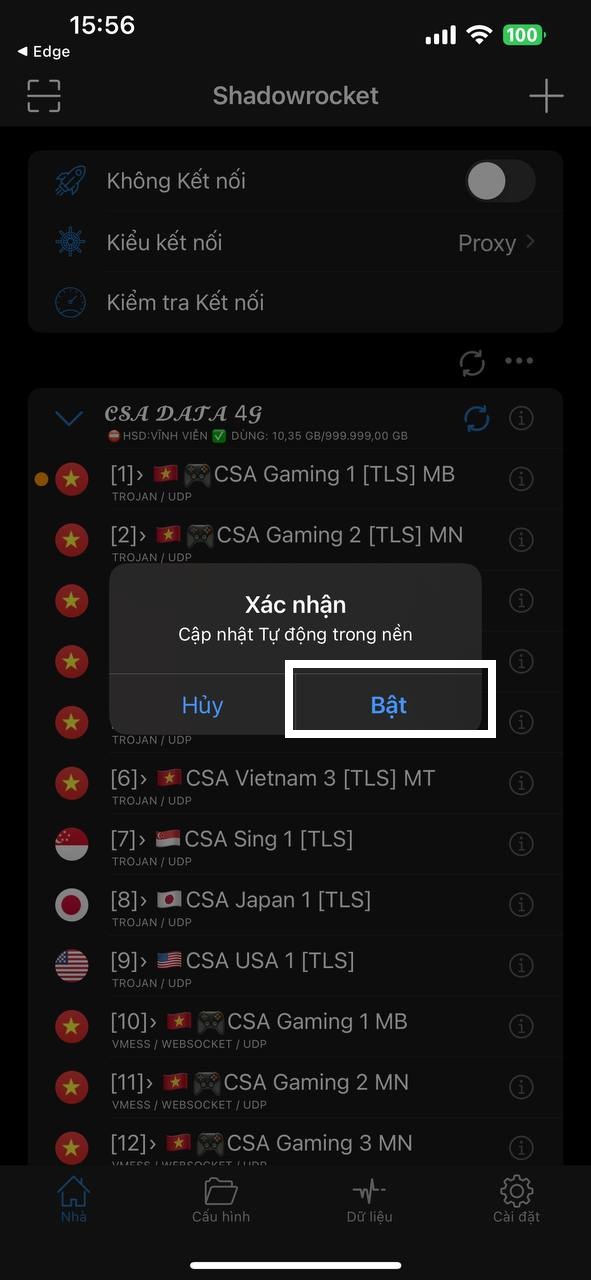 15:56
100
◀ Edge
Shadowrocket
Không Kết nối
Kiểu kết nối
Proxy
Kiểm tra Kết nối
𝓒𝓢𝓐 𝓓𝓐𝓣𝓐 4𝓖
⛔HSD:VĨNH VIỄN ✅ DÙNG: 10,35 GB/999.999,00 GB
[1]› 🇻🇳🎮CSA Gaming 1 [TLS] MB
TROJAN / UDP
[2]› 🇻🇳🎮CSA Gaming 2 [TLS] MN
TROJAN / UDP
Xác nhận
Cập nhật Tự động trong nền
Hủy
Bật
TROJAN / UDP
[6]› 🇻🇳CSA Vietnam 3 [TLS] MT
TROJAN / UDP
[7]› 🇸🇬CSA Sing 1 [TLS]
TROJAN / UDP
[8]› 🇯🇵CSA Japan 1 [TLS]
TROJAN / UDP
[9]› 🇺🇸CSA USA 1 [TLS]
TROJAN / UDP
[10]› 🇻🇳🎮CSA Gaming 1 MB
VMESS / WEBSOCKET / UDP
[11]› 🇻🇳🎮CSA Gaming 2 MN
VMESS / WEBSOCKET / UDP
[12]› 🇻🇳🎮CSA Gaming 3 MN
VMESS / WEBSOCKET / UDP
Nhà
Cấu hình
Dữ liệu
Cài đặt